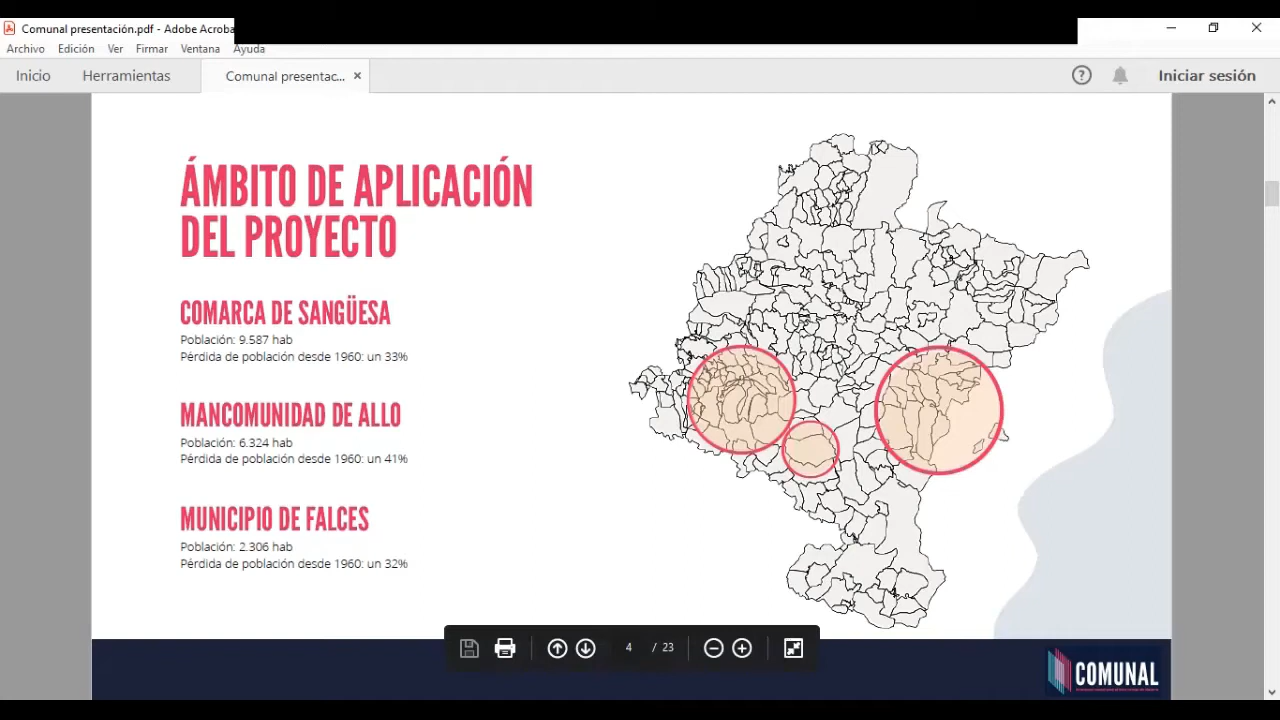 Comunal presentación.pdf - Adobe Acroba
Archivo Edición Ver Firmar Ventana Ayuda
Inicio Herramientas Comunal presentac... × Iniciar sesión
ÁMBITO DE APLICACIÓN
DEL PROYECTO
COMARCA DE SANGÜESA
Población: 9.587 hab
Pérdida de población desde 1960: un 33%
MANCOMUNIDAD DE ALLO
Población: 6.324 hab
Pérdida de población desde 1960: un 41%
MUNICIPIO DE FALCES
Población: 2.306 hab
Pérdida de población desde 1960: un 32%
4 / 23
COMUNAL